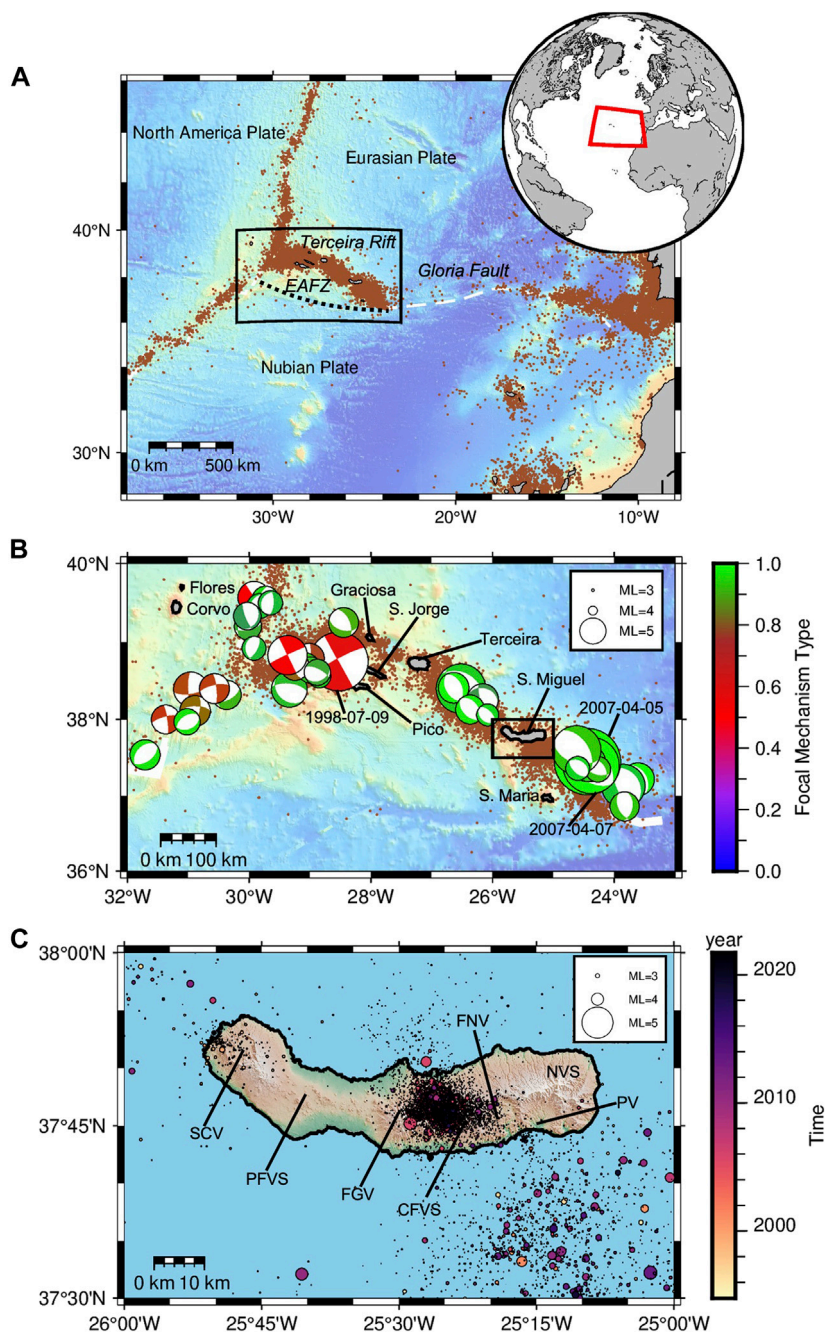 A
North America Plate
Eurasian Plate
40°N
Terceira Rift
Gloria Fault
EAFZ
Nubian Plate
30°N
0 km 500 km
30°W 20°W 10°W
B
40°N
Flores
Corvo
Graciosa
S. Jorge
Terceira
S. Miguel
ML=3
ML=4
ML=5
38°N
1998-07-09
Pico
2007-04-05
S. Maria
2007-04-07
0 km 100 km
36°N
32°W 30°W 28°W 26°W 24°W
1.0
0.8
0.6
0.4
0.2
0.0
Focal Mechanism Type
C
38°00'N
ML=3
ML=4
ML=5
FNV
NVS
SCV
PV
37°45'N
PFVS
FGV
CFVS
0 km 10 km
37°30'N
26°00'W 25°45'W 25°30'W 25°15'W 25°00'W
year
2020
2010
2000
Time